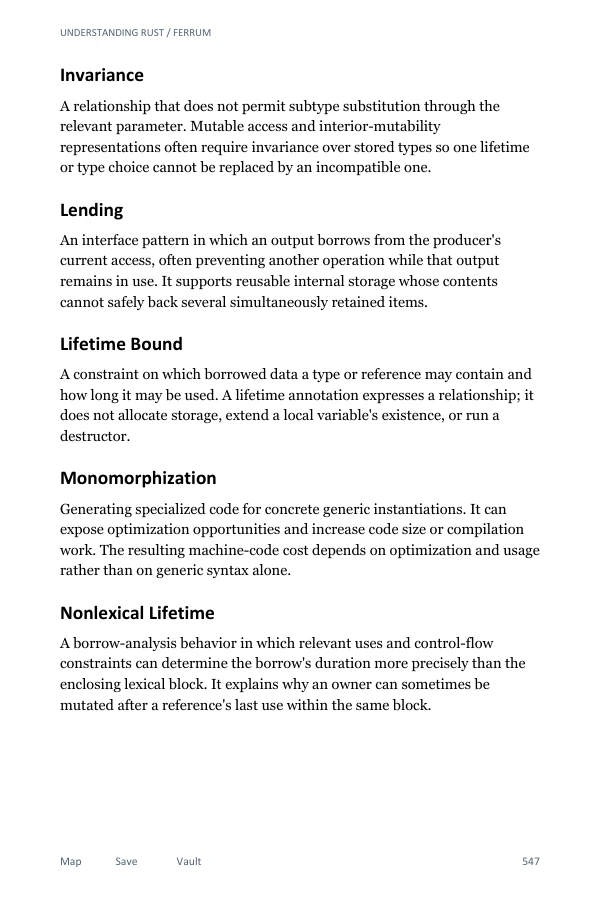 UNDERSTANDING RUST / FERRUM
Invariance
A relationship that does not permit subtype substitution through the
relevant parameter. Mutable access and interior-mutability
representations often require invariance over stored types so one lifetime
or type choice cannot be replaced by an incompatible one.
Lending
An interface pattern in which an output borrows from the producer's
current access, often preventing another operation while that output
remains in use. It supports reusable internal storage whose contents
cannot safely back several simultaneously retained items.
Lifetime Bound
A constraint on which borrowed data a type or reference may contain and
how long it may be used. A lifetime annotation expresses a relationship; it
does not allocate storage, extend a local variable's existence, or run a
destructor.
Monomorphization
Generating specialized code for concrete generic instantiations. It can
expose optimization opportunities and increase code size or compilation
work. The resulting machine-code cost depends on optimization and usage
rather than on generic syntax alone.
Nonlexical Lifetime
A borrow-analysis behavior in which relevant uses and control-flow
constraints can determine the borrow's duration more precisely than the
enclosing lexical block. It explains why an owner can sometimes be
mutated after a reference's last use within the same block.
Map Save Vault 547